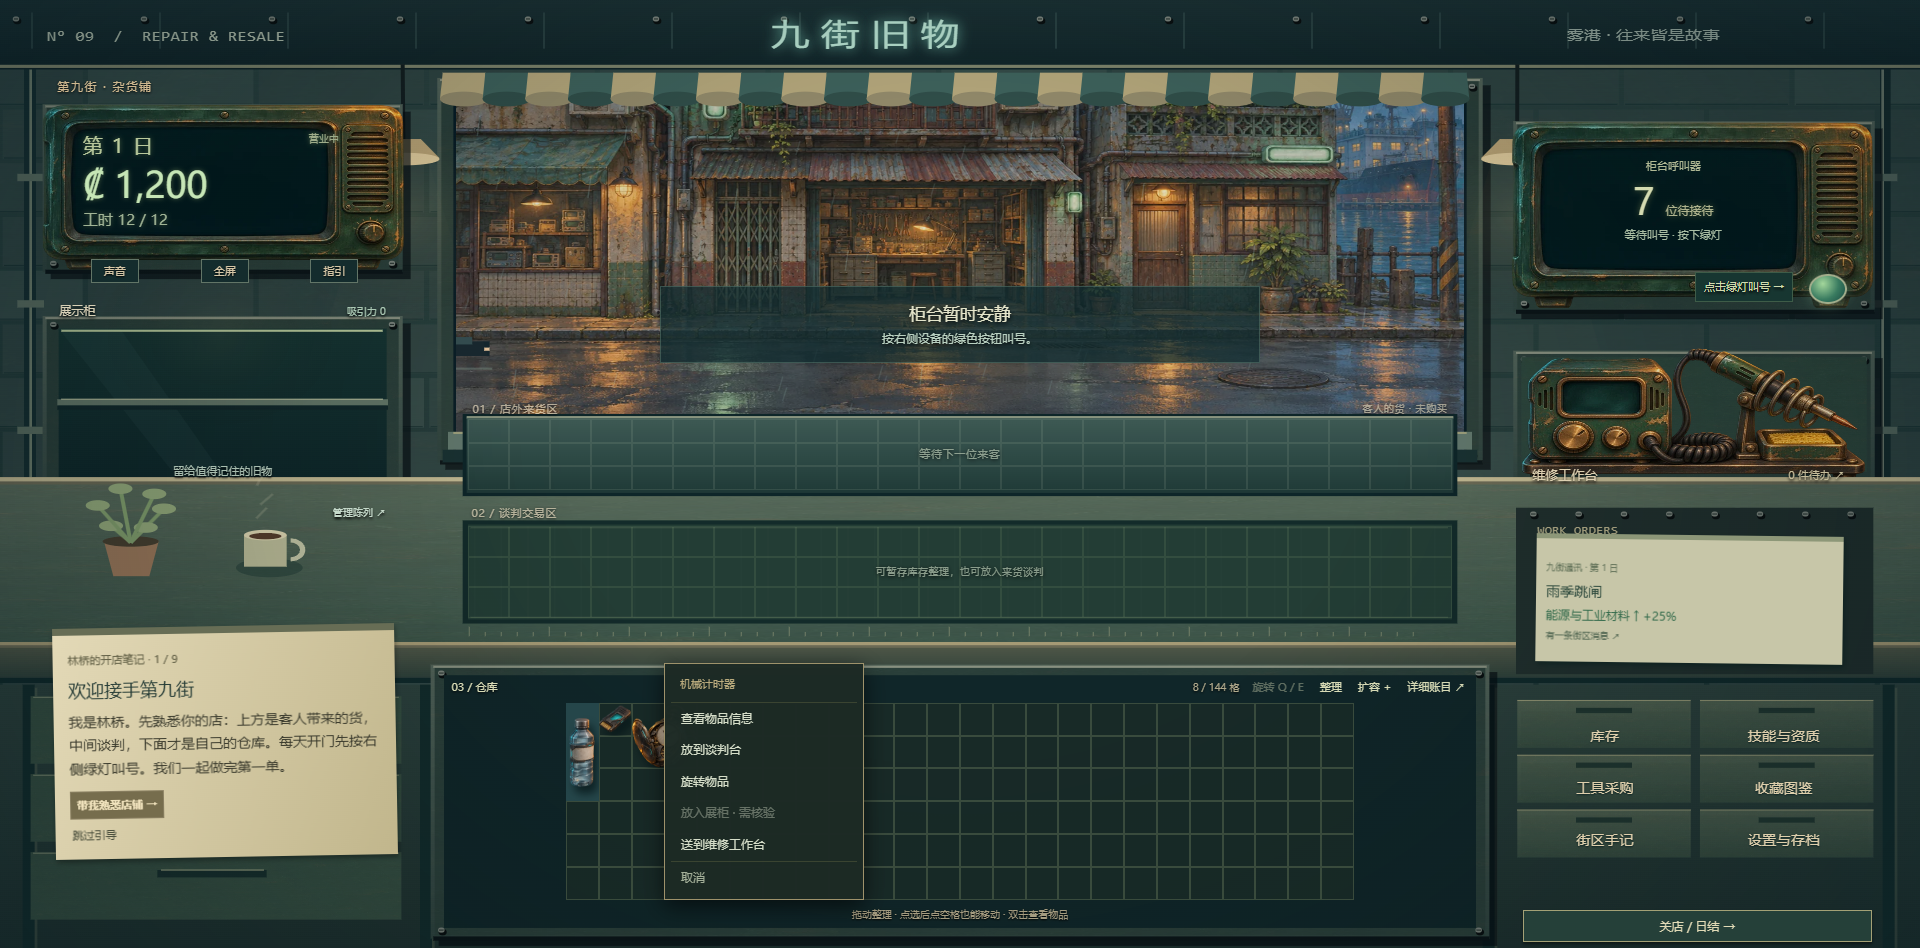 N° 09 / REPAIR & RESALE
九街旧物
雾港 · 往来皆是故事
第九街 · 杂货铺
第 1 日
营业中
₡ 1,200
工时 12 / 12
声音
全屏
指引
展示柜
吸引力 0
留给值得记住的旧物
管理陈列 ↗
柜台暂时安静
按右侧设备的绿色按钮叫号。
01 / 店外来货区
客人的货 · 未购买
等待下一位来客
02 / 谈判交易区
可暂存库存整理，也可放入来货谈判
柜台呼叫器
7 位待接待
等待叫号 · 按下绿灯
点击绿灯叫号 →
维修工作台
0 件待办 ↗
WORK ORDERS
九街通讯 · 第 1 日
雨季跳闸
能源与工业材料 ↑ +25%
有一条街区消息 ↗
林桥的开店笔记 · 1 / 9
欢迎接手第九街
我是林桥。先熟悉你的店：上方是客人带来的货，
中间谈判，下面才是自己的仓库。每天开门先按右
侧绿灯叫号。我们一起做完第一单。
带我熟悉店铺 →
跳过引导
03 / 仓库
8 / 144 格
旋转 Q / E
整理
扩容 +
详细账目 ↗
机械计时器
查看物品信息
放到谈判台
旋转物品
放入展柜 · 需核验
送到维修工作台
取消
拖动整理 · 点选后点空格也能移动 · 双击查看物品
库存
技能与资质
工具采购
收藏图鉴
街区手记
设置与存档
关店 / 日结 →